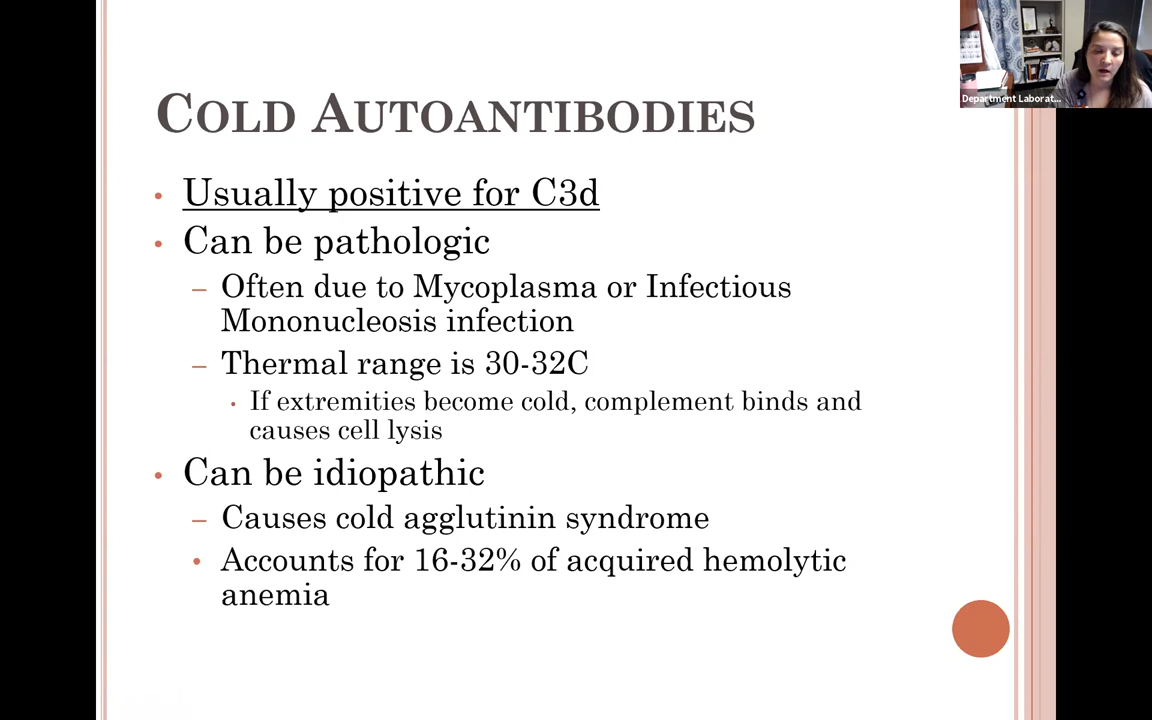 Department Laborat...
COLD AUTOANTIBODIES
• Usually positive for C3d
• Can be pathologic
– Often due to Mycoplasma or Infectious
Mononucleosis infection
– Thermal range is 30-32C
• If extremities become cold, complement binds and
causes cell lysis
• Can be idiopathic
– Causes cold agglutinin syndrome
• Accounts for 16-32% of acquired hemolytic
anemia